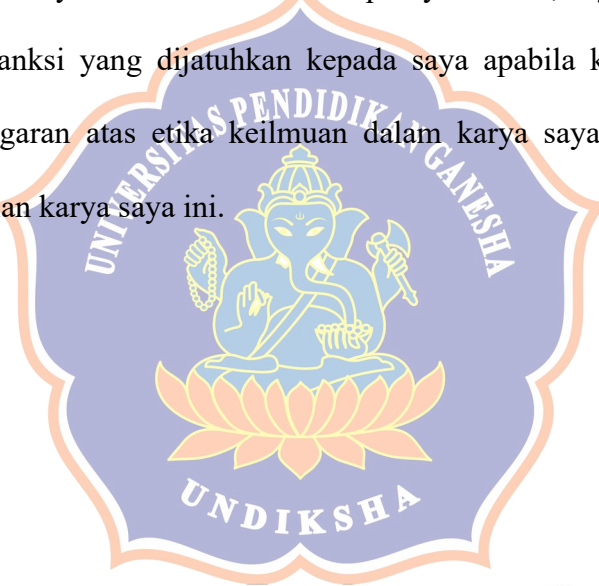 anksi yang dijatuhkan kepada saya apabila k
garan atas etika keilmuan dalam karya saya
an karya saya ini.
UNIVERSITAS PENDIDIKAN GANESHA
UNDIKSHA